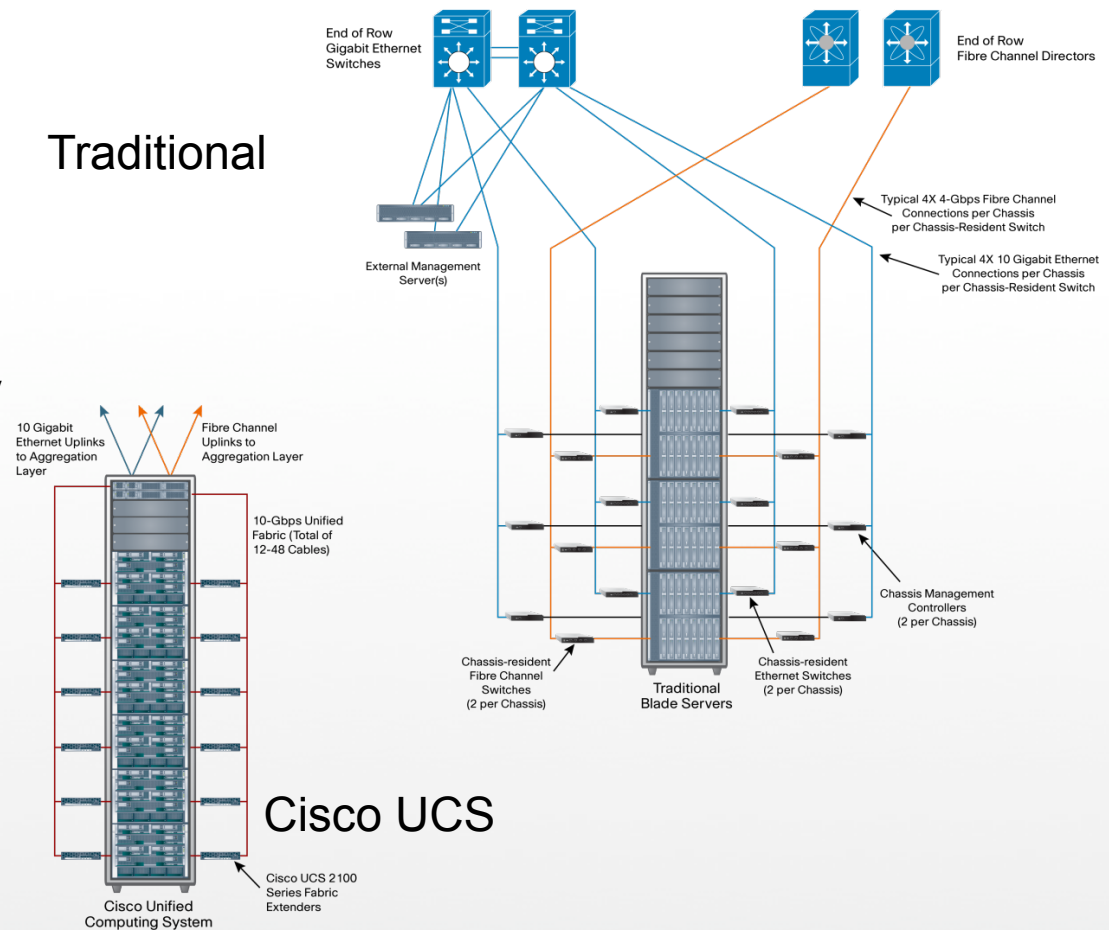 End of Row
Gigabit Ethernet
Switches
End of Row
Fibre Channel Directors
Traditional
Typical 4X 4-Gbps Fibre Channel
Connections per Chassis
per Chassis-Resident Switch
External Management
Server(s)
Typical 4X 10 Gigabit Ethernet
Connections per Chassis
per Chassis-Resident Switch
10 Gigabit
Ethernet Uplinks
to Aggregation
Layer
Fibre Channel
Uplinks to
Aggregation Layer
10-Gbps Unified
Fabric (Total of
12-48 Cables)
Chassis Management
Controllers
(2 per Chassis)
Chassis-resident
Fibre Channel
Switches
(2 per Chassis)
Traditional
Blade Servers
Chassis-resident
Ethernet Switches
(2 per Chassis)
Cisco UCS
Cisco UCS 2100
Series Fabric
Extenders
Cisco Unified
Computing System